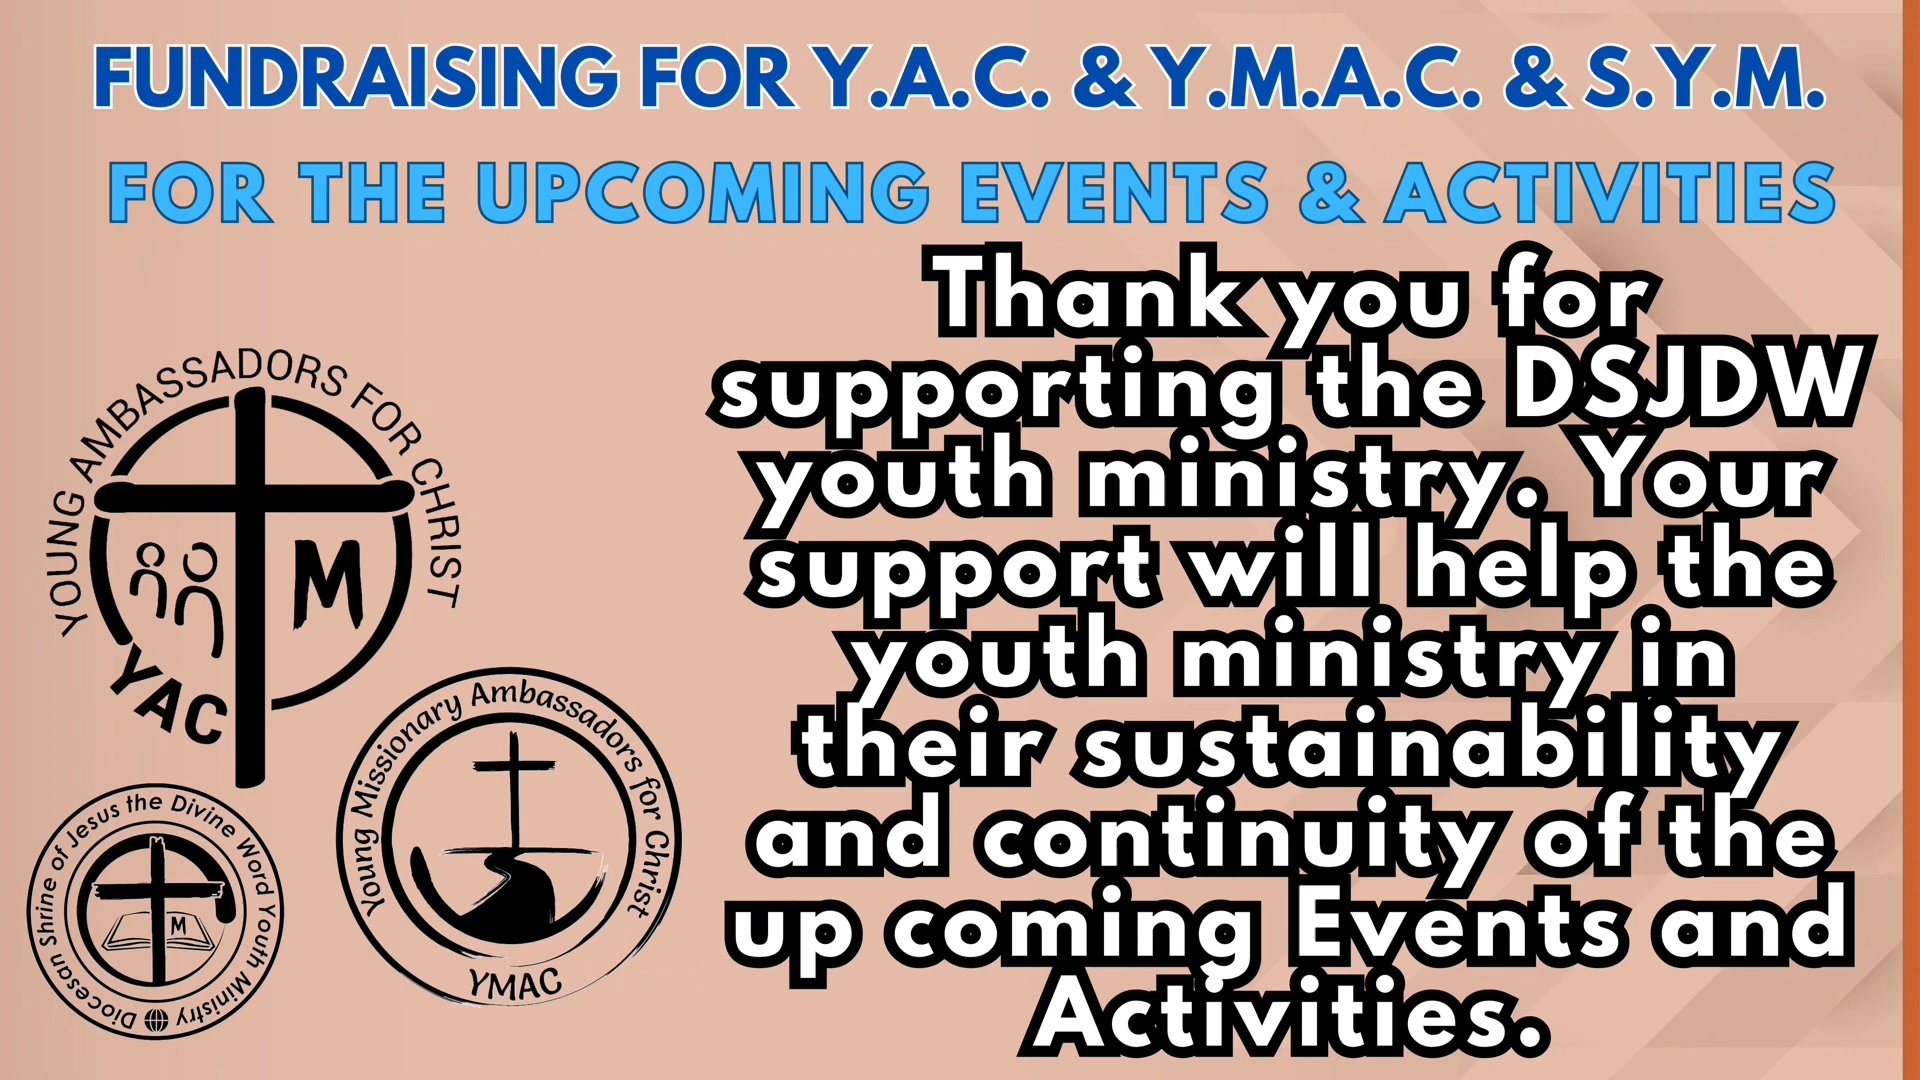 FUNDRAISING FOR Y.A.C. & Y.M.A.C. & S.Y.M.
FOR THE UPCOMING EVENTS & ACTIVITIES
Thank you for
supporting the DSJDW
youth ministry. Your
support will help the
youth ministry in
their sustainability
and continuity of the
up coming Events and
Activities.
YOUNG AMBASSADORS FOR CHRIST
M
YAC
Young Missionary Ambassadors for Christ
YMAC
Diocesan Shrine of Jesus the Divine Word Youth Ministry
M